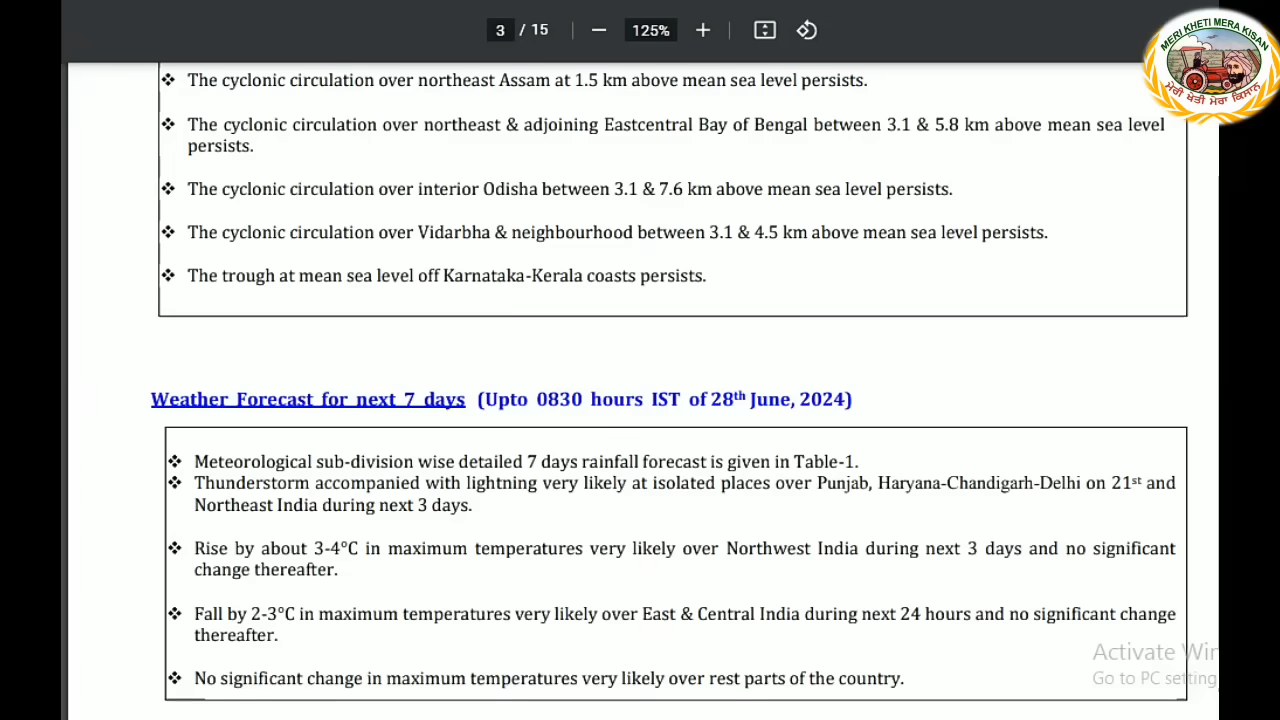 3 / 15 125%
MERI KHETI MERA KISAN
ਮੇਰੀ ਖੇਤੀ ਮੇਰਾ ਕਿਸਾਨ
❖ The cyclonic circulation over northeast Assam at 1.5 km above mean sea level persists.
❖ The cyclonic circulation over northeast & adjoining Eastcentral Bay of Bengal between 3.1 & 5.8 km above mean sea level
persists.
❖ The cyclonic circulation over interior Odisha between 3.1 & 7.6 km above mean sea level persists.
❖ The cyclonic circulation over Vidarbha & neighbourhood between 3.1 & 4.5 km above mean sea level persists.
❖ The trough at mean sea level off Karnataka-Kerala coasts persists.
Weather Forecast for next 7 days (Upto 0830 hours IST of 28th June, 2024)
❖ Meteorological sub-division wise detailed 7 days rainfall forecast is given in Table-1.
❖ Thunderstorm accompanied with lightning very likely at isolated places over Punjab, Haryana-Chandigarh-Delhi on 21st and
Northeast India during next 3 days.
❖ Rise by about 3-4°C in maximum temperatures very likely over Northwest India during next 3 days and no significant
change thereafter.
❖ Fall by 2-3°C in maximum temperatures very likely over East & Central India during next 24 hours and no significant change
thereafter.
Activate Win
Go to PC setting
❖ No significant change in maximum temperatures very likely over rest parts of the country.